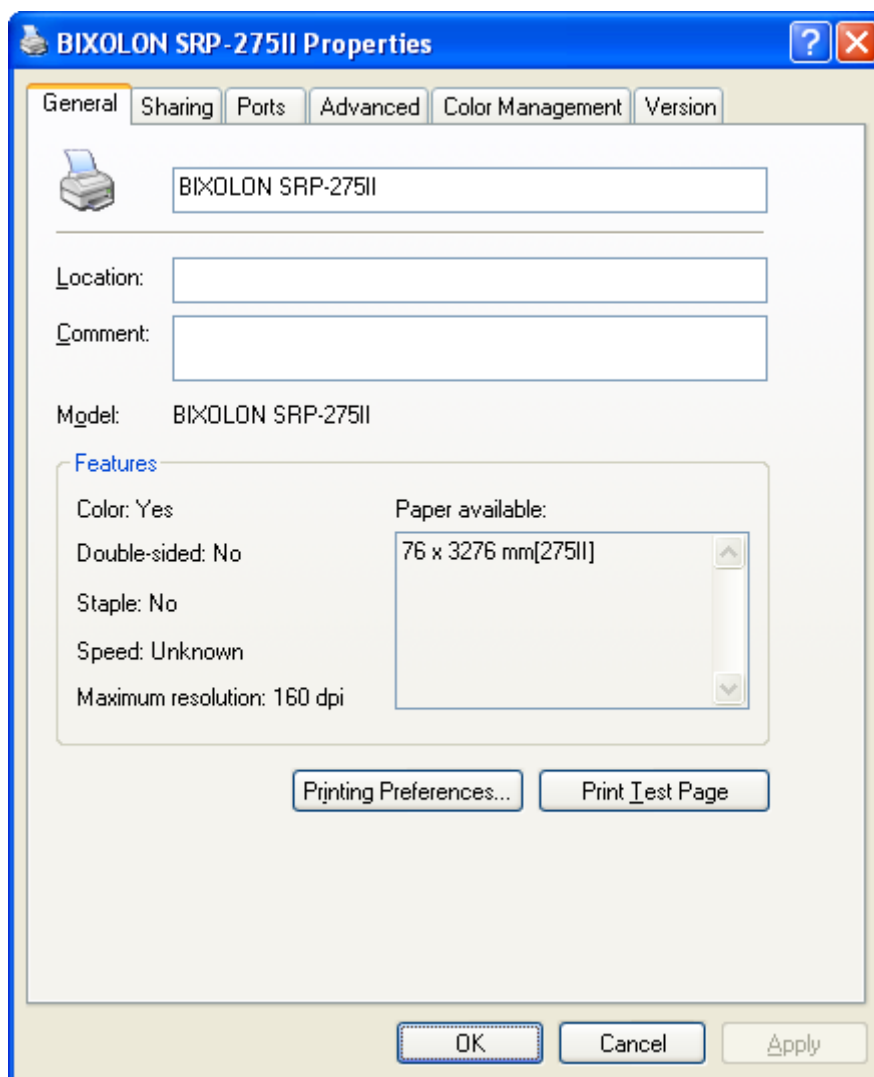 BIXOLON SRP-275II Properties
General Sharing Ports Advanced Color Management Version
BIXOLON SRP-275II
Location:
Comment:
Model: BIXOLON SRP-275II
Features
Color: Yes Paper available:
Double-sided: No 76 x 3276 mm[275II]
Staple: No
Speed: Unknown
Maximum resolution: 160 dpi
Printing Preferences... Print Test Page
OK Cancel Apply